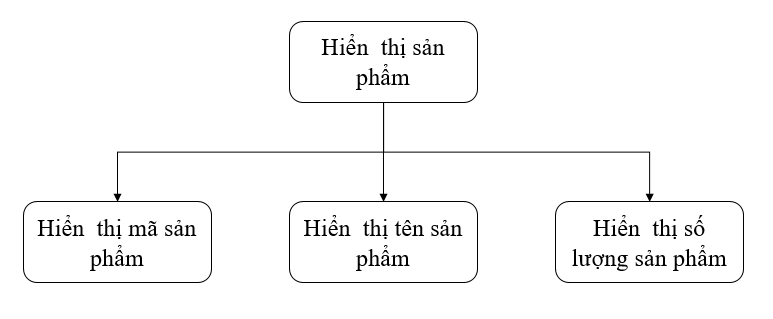 Hiển thị sản
phẩm
Hiển thị mã sản
phẩm
Hiển thị tên sản
phẩm
Hiển thị số
lượng sản phẩm